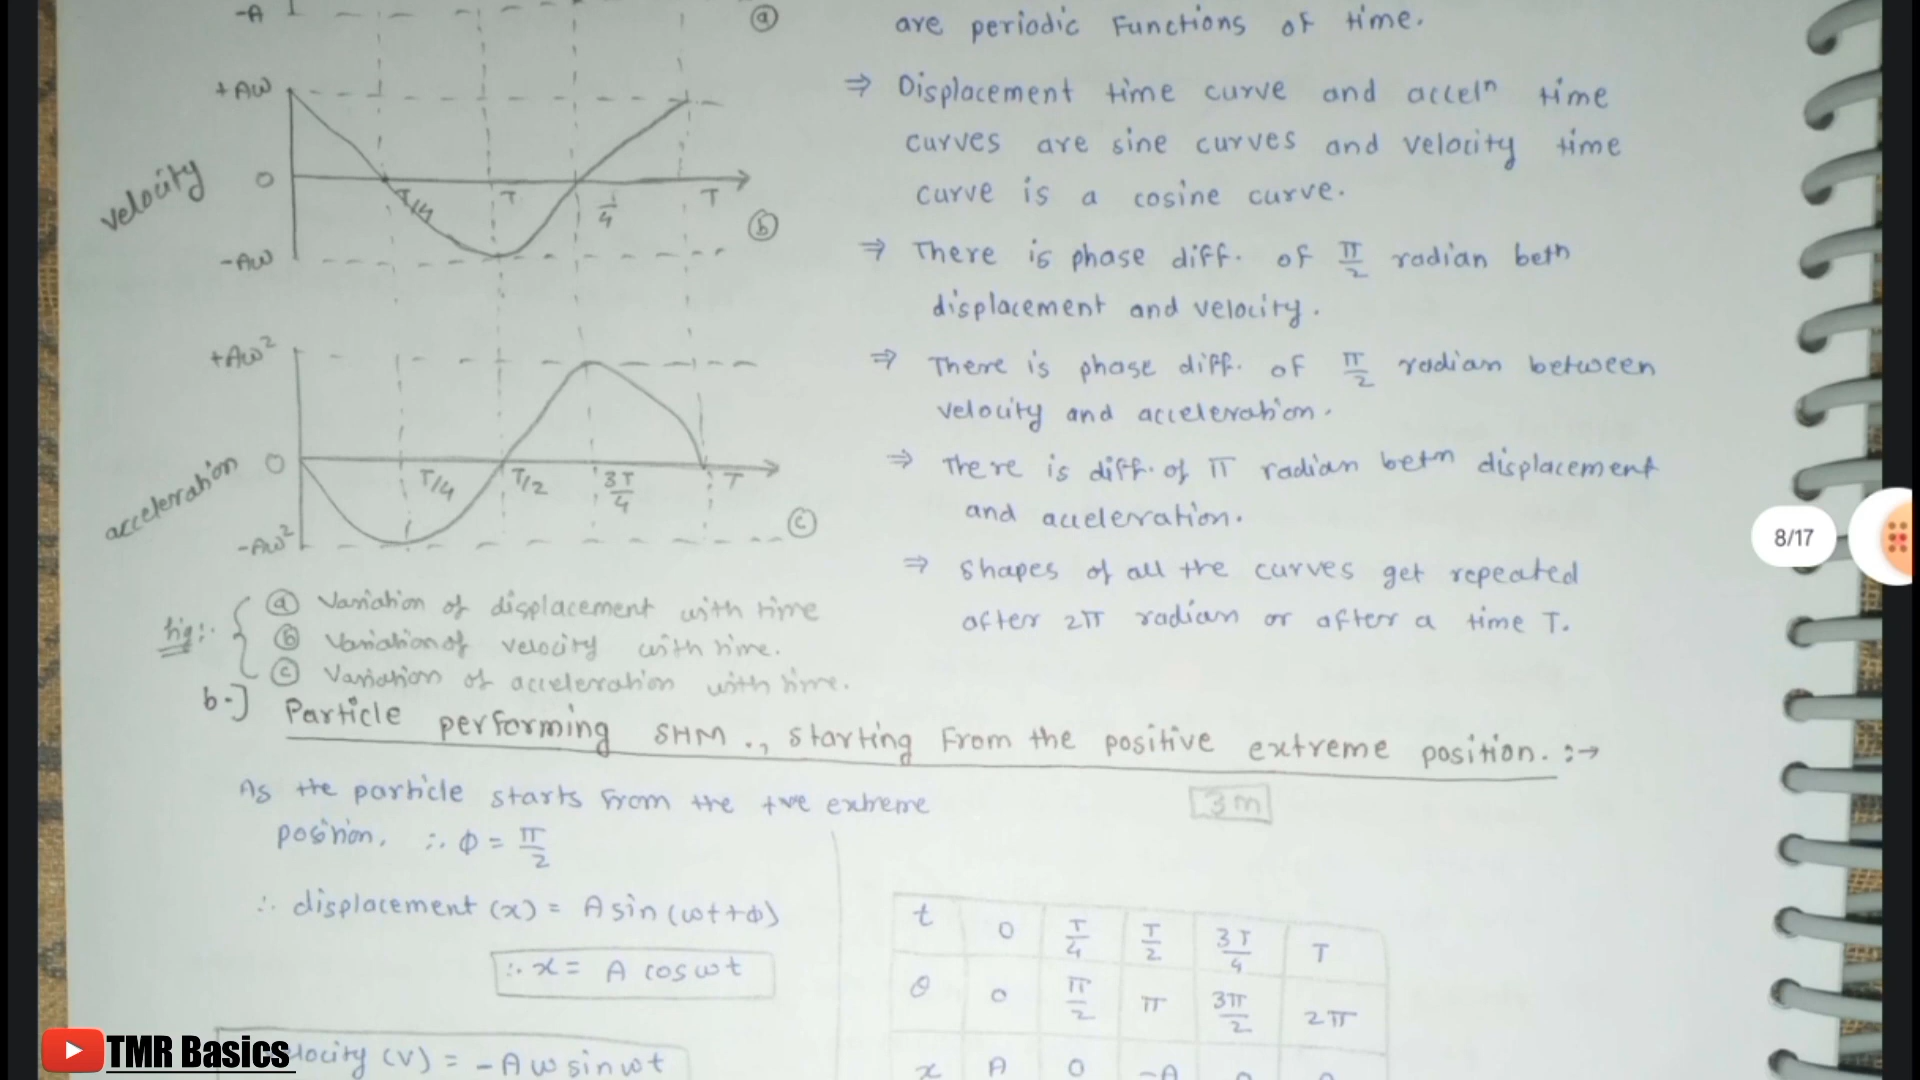 -A
(a)
are periodic Functions of time.
+Aω
⇒ Displacement time curve and acceln time
curves are sine curves and velocity time
curve is a cosine curve.
velocity
0
T/4
T
1/4
T
(b)
-Aω
⇒ There is phase diff. of π/2 radian betn
displacement and velocity.
+Aω²
⇒ There is phase diff. of π/2 radian between
velocity and acceleration.
acceleration
0
T/4
T/2
3T/4
T
(c)
-Aω²
⇒ There is diff. of π radian betn displacement
and acceleration.
⇒ Shapes of all the curves get repeated
after 2π radian or after a time T.
8/17
fig:.
(a) Variation of displacement with time
(b) Variation of velocity with time.
(c) Variation of acceleration with time.
b.] Particle performing SHM., starting From the positive extreme position. :→
As the particle starts from the +ve extreme
position. ∴ Φ = π/2
3m
∴ displacement (x) = A sin (ωt+Φ)
∴ x = A cos ωt
t 0 T/4 T/2 3T/4 T
θ 0 π/2 π 3π/2 2π
x A 0 -A
locity (v) = -Aω sin ωt
TMR Basics